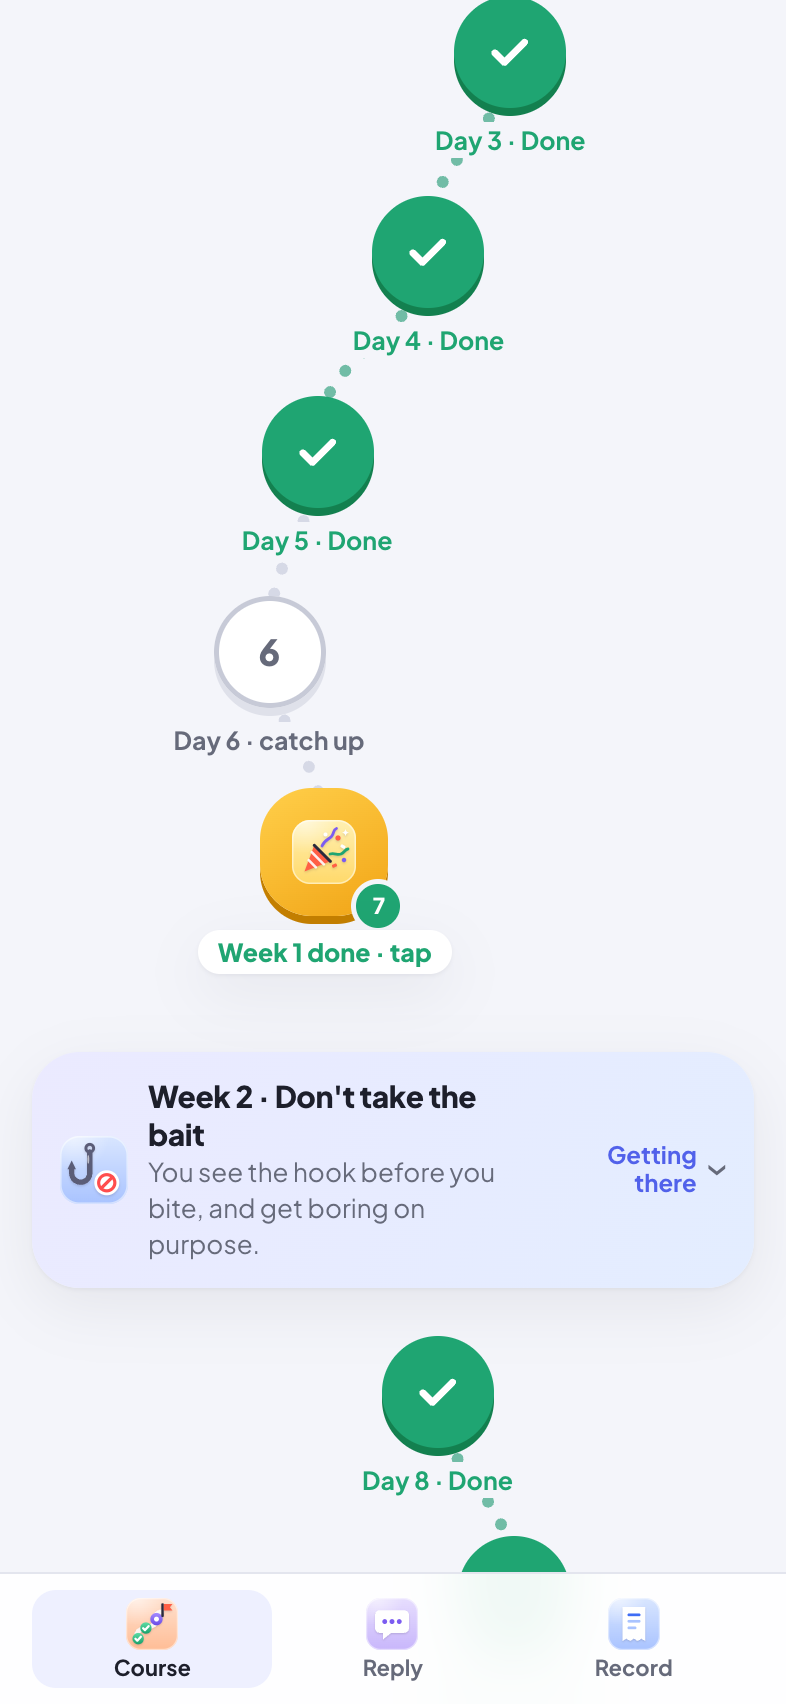 Day 3 · Done
Day 4 · Done
Day 5 · Done
6
Day 6 · catch up
7
Week 1 done · tap
Week 2 · Don't take the
bait
You see the hook before you
bite, and get boring on
purpose.
Getting
there
Day 8 · Done
Course
Reply
Record